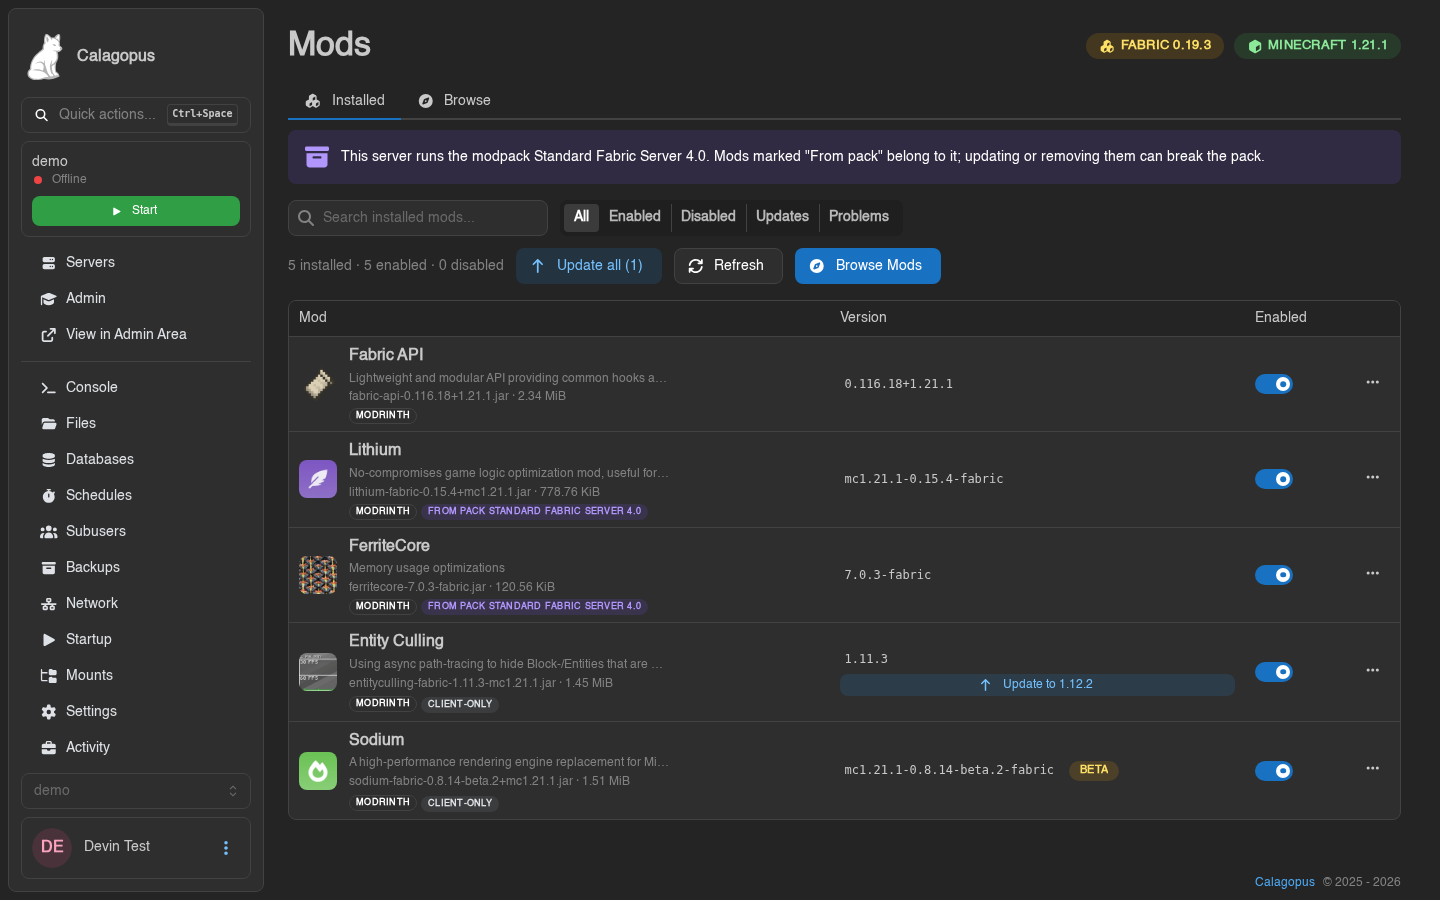 Calagopus
Quick actions... Ctrl+Space
demo
Offline
Start
Servers
Admin
View in Admin Area
Console
Files
Databases
Schedules
Subusers
Backups
Network
Startup
Mounts
Settings
Activity
demo
DE Devin Test
Mods
FABRIC 0.19.3 MINECRAFT 1.21.1
Installed Browse
This server runs the modpack Standard Fabric Server 4.0. Mods marked "From pack" belong to it; updating or removing them can break the pack.
Search installed mods... All Enabled Disabled Updates Problems
5 installed · 5 enabled · 0 disabled Update all (1) Refresh Browse Mods
Mod Version Enabled
Fabric API
Lightweight and modular API providing common hooks a…
fabric-api-0.116.18+1.21.1.jar · 2.34 MiB
MODRINTH
0.116.18+1.21.1
Lithium
No-compromises game logic optimization mod, useful for…
lithium-fabric-0.15.4+mc1.21.1.jar · 778.76 KiB
MODRINTH FROM PACK STANDARD FABRIC SERVER 4.0
mc1.21.1-0.15.4-fabric
FerriteCore
Memory usage optimizations
ferritecore-7.0.3-fabric.jar · 120.56 KiB
MODRINTH FROM PACK STANDARD FABRIC SERVER 4.0
7.0.3-fabric
Entity Culling
Using async path-tracing to hide Block-/Entities that are …
entityculling-fabric-1.11.3-mc1.21.1.jar · 1.45 MiB
MODRINTH CLIENT-ONLY
1.11.3
Update to 1.12.2
Sodium
A high-performance rendering engine replacement for Mi…
sodium-fabric-0.8.14-beta.2+mc1.21.1.jar · 1.51 MiB
MODRINTH CLIENT-ONLY
mc1.21.1-0.8.14-beta.2-fabric BETA
Calagopus © 2025 - 2026